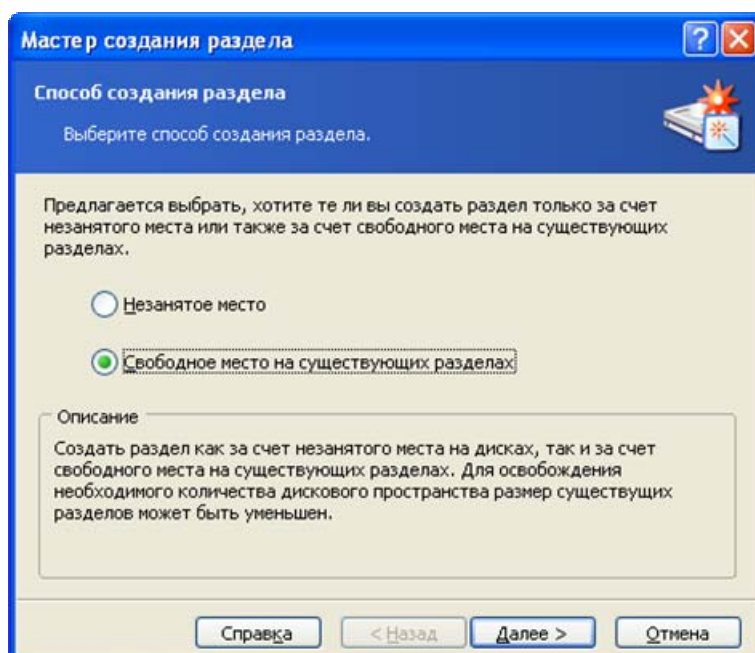 Мастер создания раздела
Способ создания раздела
Выберите способ создания раздела.
Предлагается выбрать, хотите те ли вы создать раздел только за счет
незанятого места или также за счет свободного места на существующих
разделах.
Незанятое место
Свободное место на существующих разделах
Описание
Создать раздел как за счет незанятого места на дисках, так и за счет
свободного места на существующих разделах. Для освобождения
необходимого количества дискового пространства размер существущих
разделов может быть уменьшен.
Справка < Назад Далее > Отмена